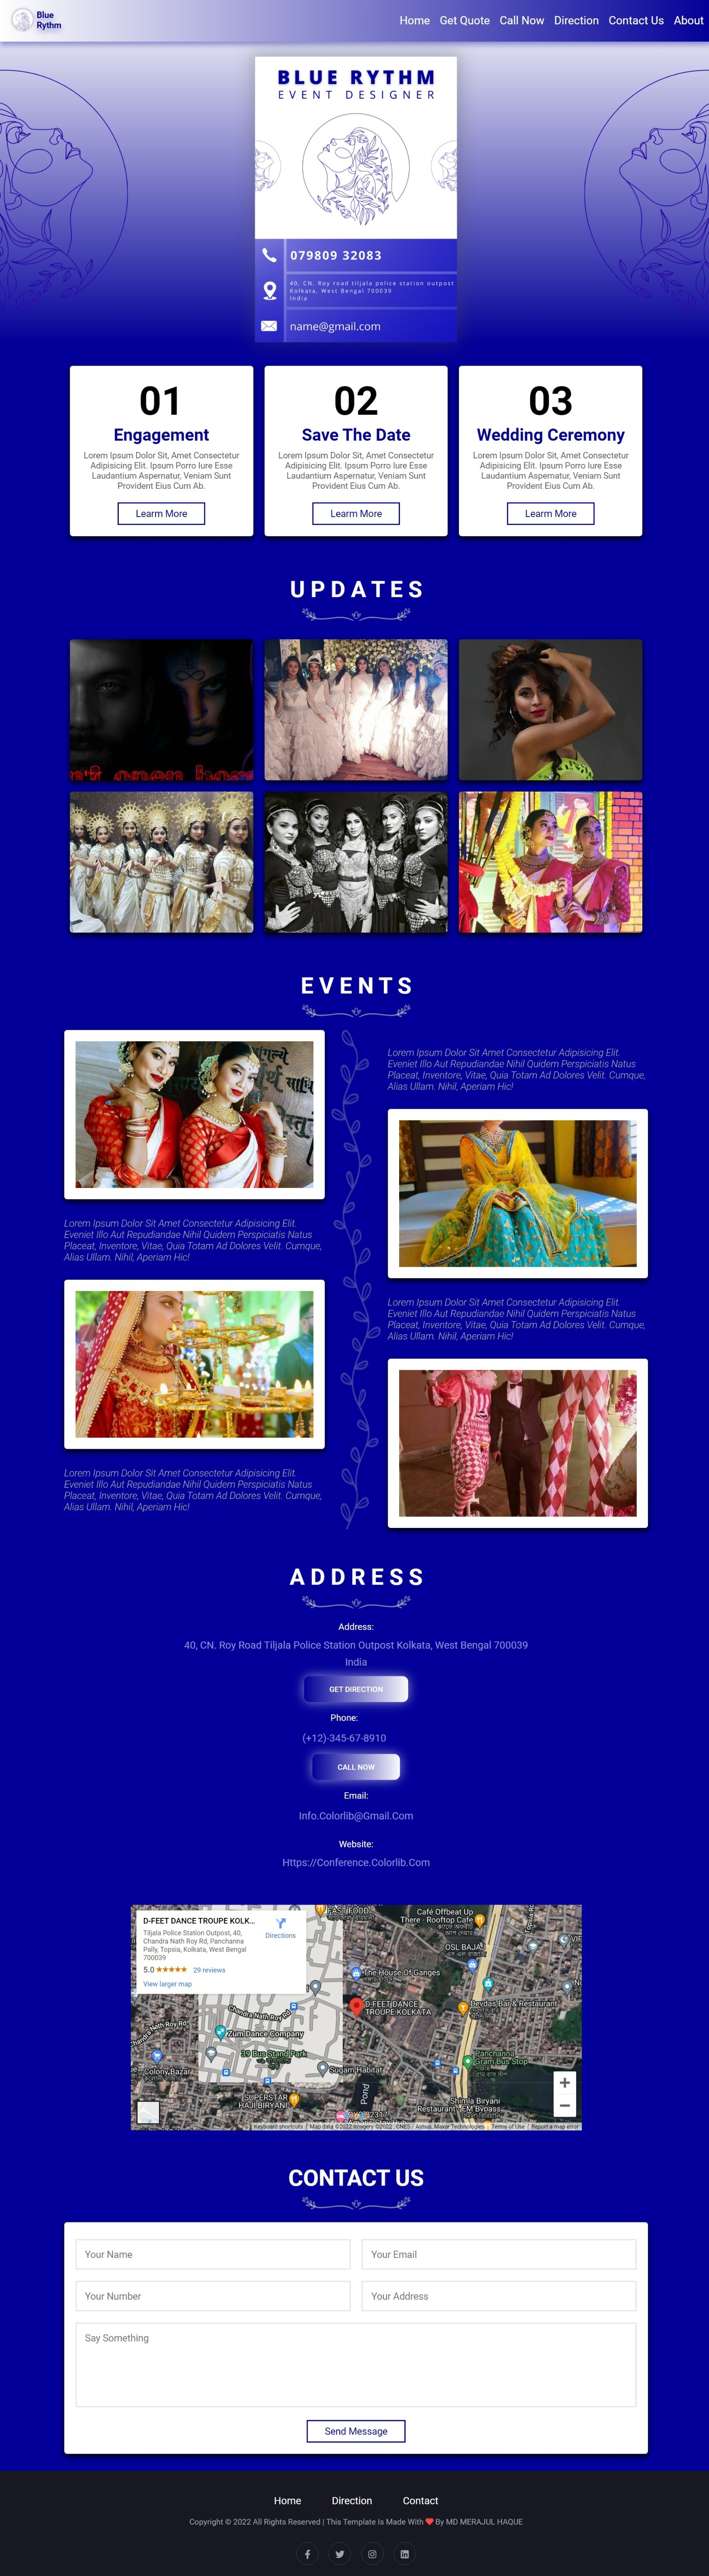 Blue
Rythm
Home Get Quote Call Now Direction Contact Us About
BLUE RYTHM
EVENT DESIGNER
079809 32083
40, CN. Roy road tiljala police station outpost
Kolkata, West Bengal 700039
India
name@gmail.com
01
Engagement
Lorem Ipsum Dolor Sit, Amet Consectetur
Adipisicing Elit. Ipsum Porro Iure Esse
Laudantium Aspernatur, Veniam Sunt
Provident Eius Cum Ab.
Learm More
02
Save The Date
Lorem Ipsum Dolor Sit, Amet Consectetur
Adipisicing Elit. Ipsum Porro Iure Esse
Laudantium Aspernatur, Veniam Sunt
Provident Eius Cum Ab.
Learm More
03
Wedding Ceremony
Lorem Ipsum Dolor Sit, Amet Consectetur
Adipisicing Elit. Ipsum Porro Iure Esse
Laudantium Aspernatur, Veniam Sunt
Provident Eius Cum Ab.
Learm More
UPDATES
EVENTS
Lorem Ipsum Dolor Sit Amet Consectetur Adipisicing Elit.
Eveniet Illo Aut Repudiandae Nihil Quidem Perspiciatis Natus
Placeat, Inventore, Vitae, Quia Totam Ad Dolores Velit. Cumque,
Alias Ullam. Nihil, Aperiam Hic!
Lorem Ipsum Dolor Sit Amet Consectetur Adipisicing Elit.
Eveniet Illo Aut Repudiandae Nihil Quidem Perspiciatis Natus
Placeat, Inventore, Vitae, Quia Totam Ad Dolores Velit. Cumque,
Alias Ullam. Nihil, Aperiam Hic!
Lorem Ipsum Dolor Sit Amet Consectetur Adipisicing Elit.
Eveniet Illo Aut Repudiandae Nihil Quidem Perspiciatis Natus
Placeat, Inventore, Vitae, Quia Totam Ad Dolores Velit. Cumque,
Alias Ullam. Nihil, Aperiam Hic!
Lorem Ipsum Dolor Sit Amet Consectetur Adipisicing Elit.
Eveniet Illo Aut Repudiandae Nihil Quidem Perspiciatis Natus
Placeat, Inventore, Vitae, Quia Totam Ad Dolores Velit. Cumque,
Alias Ullam. Nihil, Aperiam Hic!
ADDRESS
Address:
40, CN. Roy Road Tiljala Police Station Outpost Kolkata, West Bengal 700039
India
GET DIRECTION
Phone:
(+12)-345-67-8910
CALL NOW
Email:
Info.Colorlib@Gmail.Com
Website:
Https://Conference.Colorlib.Com
D-FEET DANCE TROUPE KOLK...
Tiljala Police Station Outpost, 40,
Chandra Nath Roy Rd, Panchanna
Pally, Topsia, Kolkata, West Bengal
700039
5.0 29 reviews
View larger map
Directions
FAST FOOD
Café Offbeat Up
There - Rooftop Cafe
OSL BAJAJ
The House Of Ganges
D-FEET DANCE
TROUPE KOLKATA
Devdas Bar & Restaurant
Chandra Nath Roy Rd
Zum Dance Company
39 Bus Stand Park
Colony Bazar
Sugam Habitat
Panchanna
Gram Bus Stop
SUPERSTAR
HAJI BIRYANI
Pond
Shimla Biryani
Restaurant - EM Bypass
Keyboard shortcuts Map data ©2022 Imagery ©2022 , CNES / Airbus, Maxar Technologies Terms of Use Report a map error
CONTACT US
Your Name Your Email
Your Number Your Address
Say Something
Send Message
Home Direction Contact
Copyright © 2022 All Rights Reserved | This Template Is Made With ❤ By MD MERAJUL HAQUE